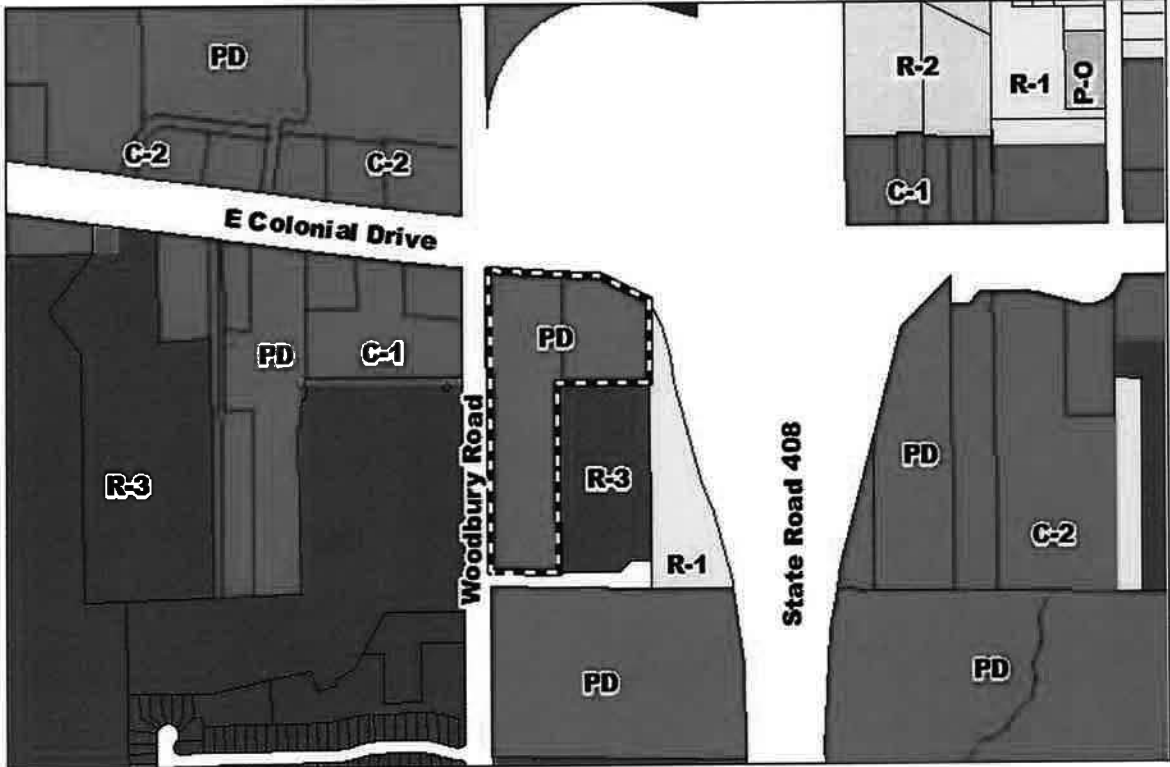 PD
R-2
R-1
P-O
C-2
C-2
C-1
E Colonial Drive
PD
C-1
PD
Woodbury Road
R-3
R-3
R-1
State Road 408
PD
C-2
PD
PD